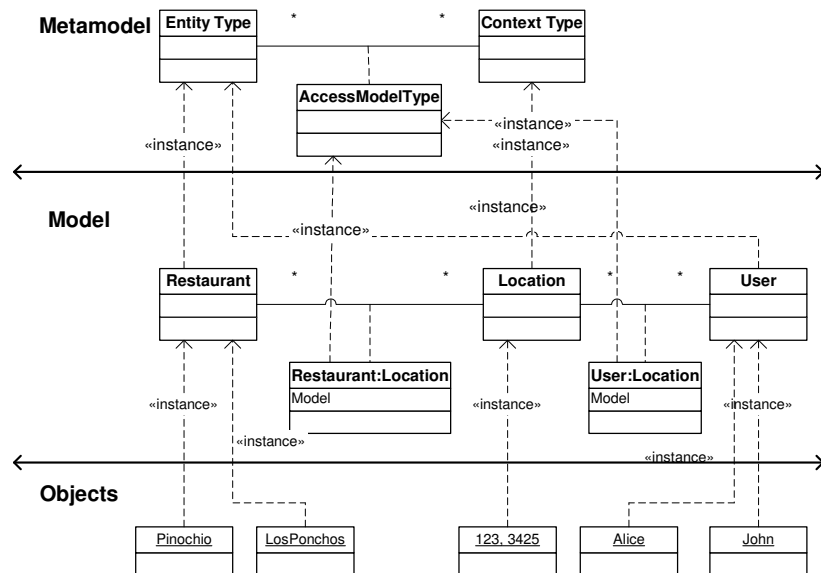 Metamodel
Entity Type
*
*
Context Type
AccessModelType
«instance»
«instance»
«instance»
«instance»
Model
«instance»
Restaurant
*
*
Location
*
*
User
Restaurant:Location
Model
User:Location
Model
«instance»
«instance»
«instance»
«instance»
«instance»
Objects
Pinochio
LosPonchos
123, 3425
Alice
John